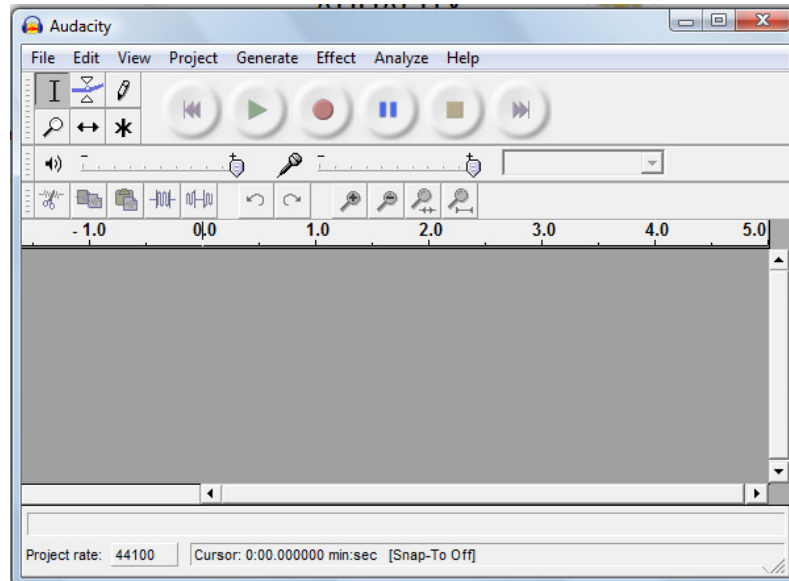 Audacity
File Edit View Project Generate Effect Analyze Help
- 1.0 0.0 1.0 2.0 3.0 4.0 5.0
Project rate: 44100 Cursor: 0:00.000000 min:sec [Snap-To Off]